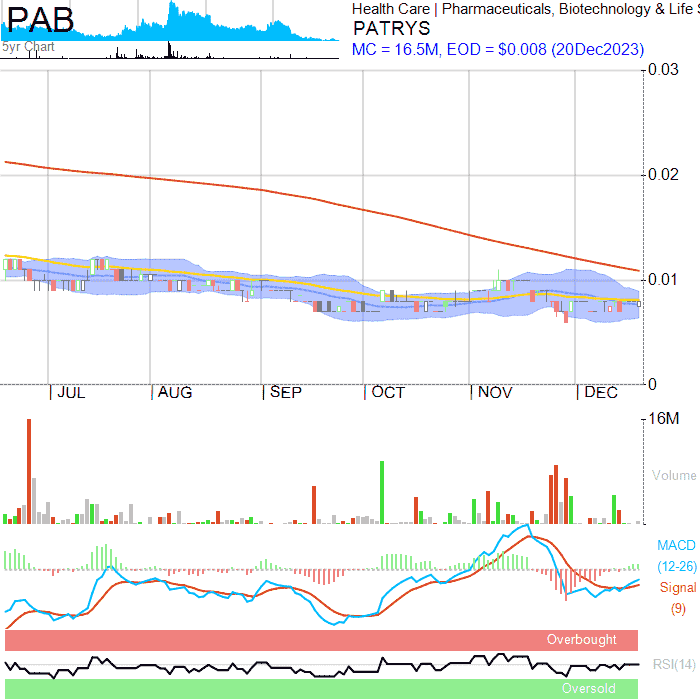 PAB
5yr Chart
Health Care | Pharmaceuticals, Biotechnology & Life S
PATRYS
MC = 16.5M, EOD = $0.008 (20Dec2023)
0.03
0.02
0.01
0
JUL AUG SEP OCT NOV DEC
16M
Volume
MACD
(12-26)
Signal
(9)
Overbought
RSI(14)
Oversold